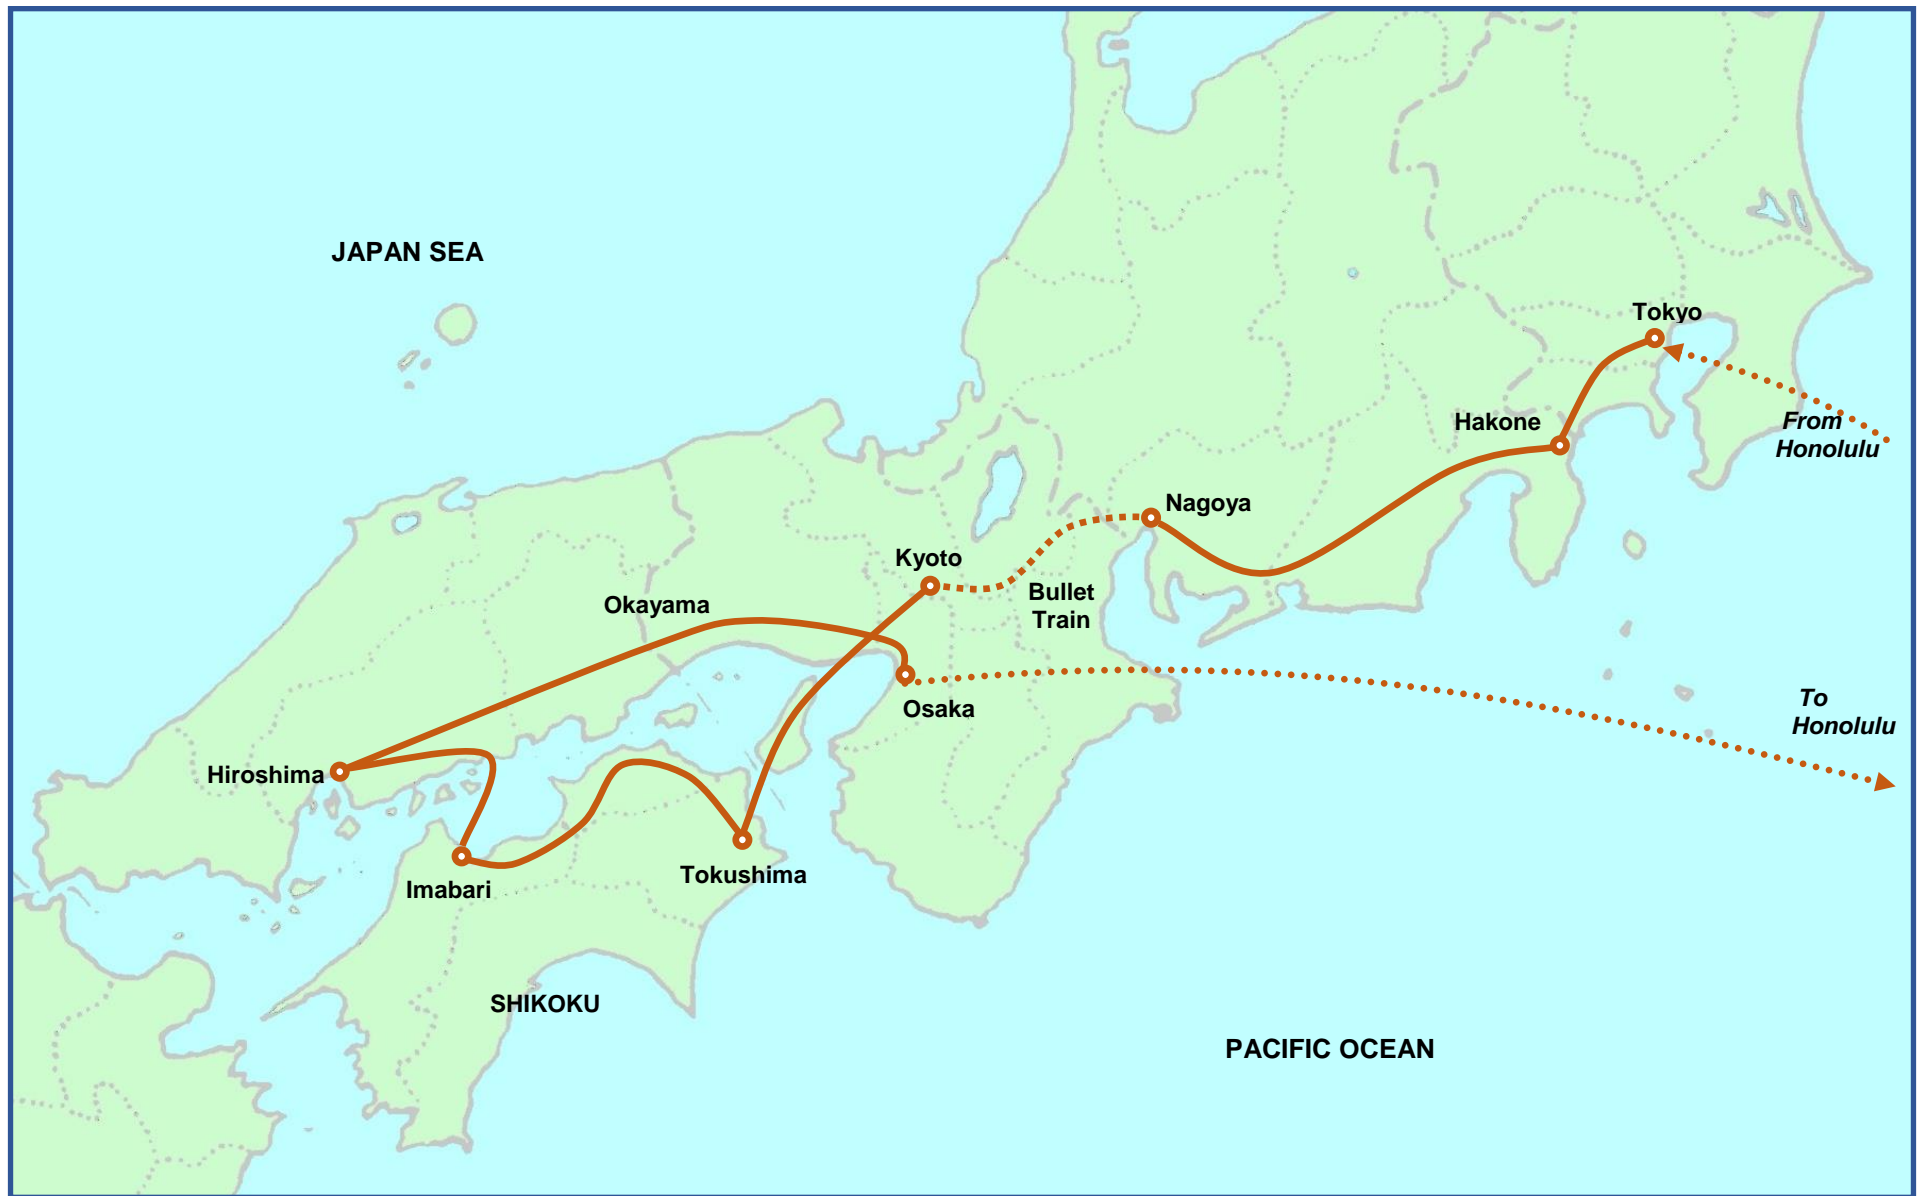 JAPAN SEA
Tokyo
From
Honolulu
Hakone
Nagoya
Kyoto
Bullet
Train
Okayama
Osaka
To
Honolulu
Hiroshima
Tokushima
Imabari
SHIKOKU
PACIFIC OCEAN